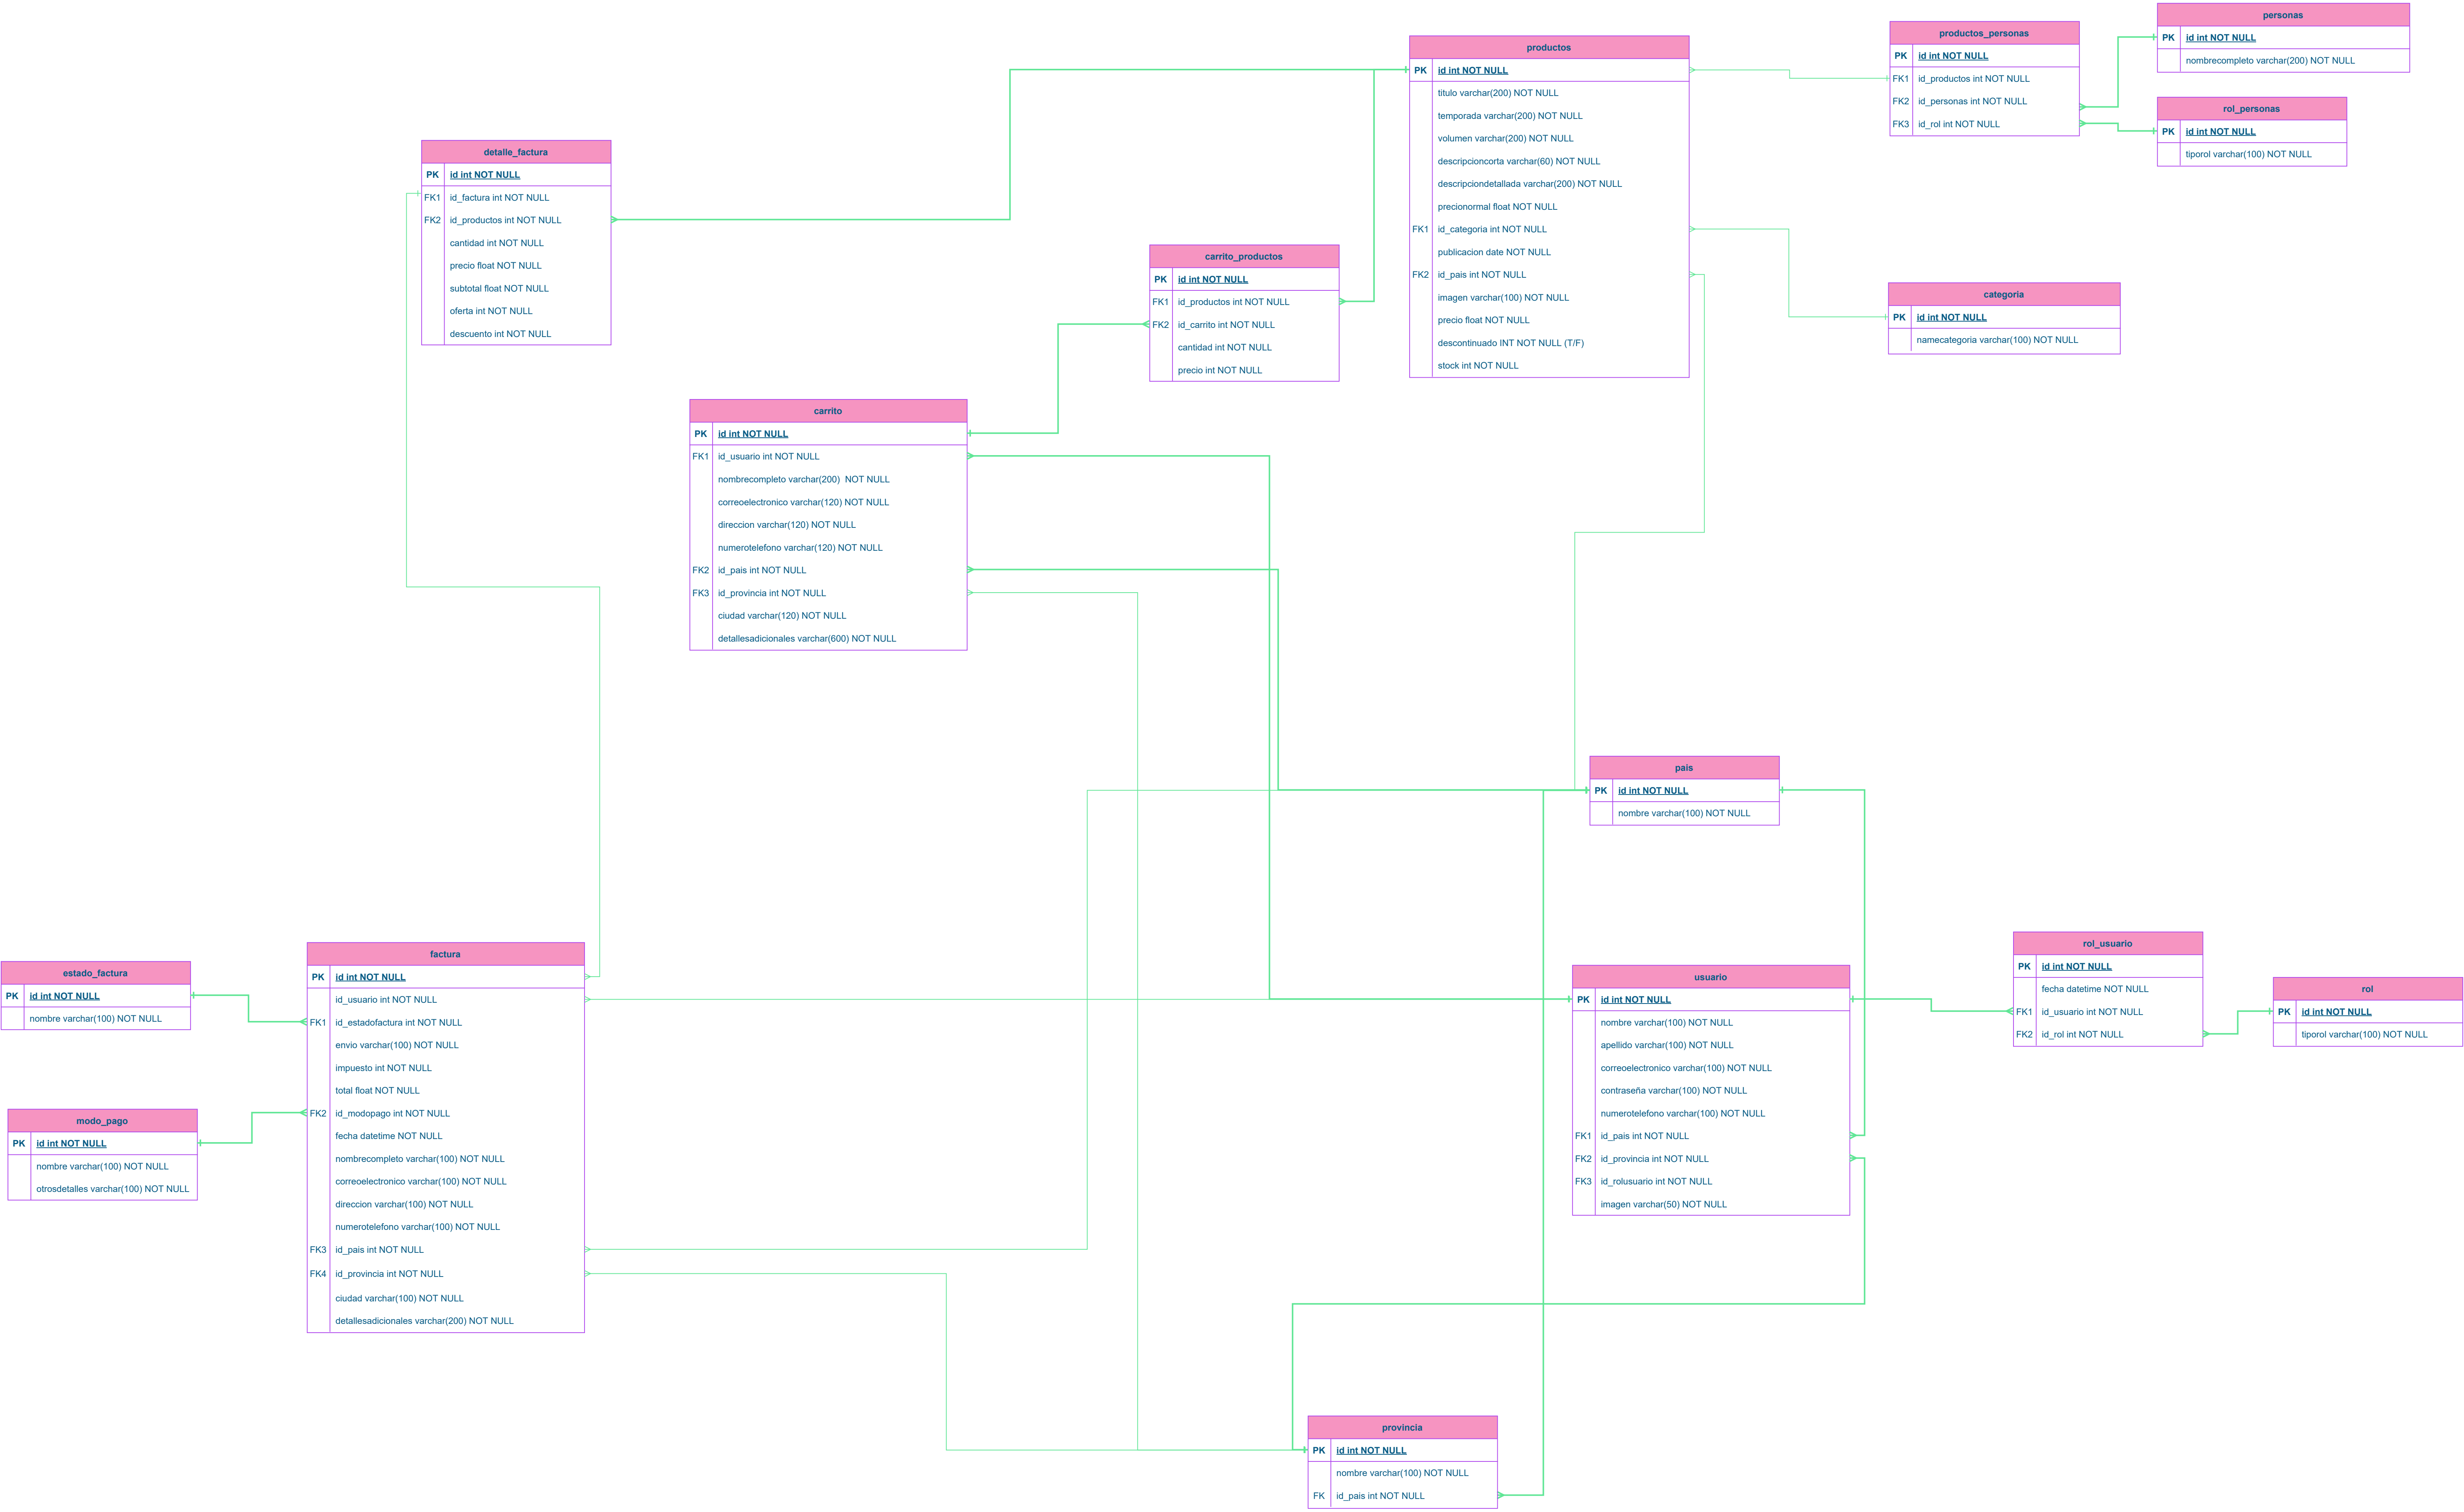 personas
PK id int NOT NULL
nombrecompleto varchar(200) NOT NULL
productos_personas
PK id int NOT NULL
FK1 id_productos int NOT NULL
FK2 id_personas int NOT NULL
FK3 id_rol int NOT NULL
rol_personas
PK id int NOT NULL
tiporol varchar(100) NOT NULL
productos
PK id int NOT NULL
titulo varchar(200) NOT NULL
temporada varchar(200) NOT NULL
volumen varchar(200) NOT NULL
descripcioncorta varchar(60) NOT NULL
descripciondetallada varchar(200) NOT NULL
precionormal float NOT NULL
FK1 id_categoria int NOT NULL
publicacion date NOT NULL
FK2 id_pais int NOT NULL
imagen varchar(100) NOT NULL
precio float NOT NULL
descontinuado INT NOT NULL (T/F)
stock int NOT NULL
detalle_factura
PK id int NOT NULL
FK1 id_factura int NOT NULL
FK2 id_productos int NOT NULL
cantidad int NOT NULL
precio float NOT NULL
subtotal float NOT NULL
oferta int NOT NULL
descuento int NOT NULL
carrito_productos
PK id int NOT NULL
FK1 id_productos int NOT NULL
FK2 id_carrito int NOT NULL
cantidad int NOT NULL
precio int NOT NULL
categoria
PK id int NOT NULL
namecategoria varchar(100) NOT NULL
carrito
PK id int NOT NULL
FK1 id_usuario int NOT NULL
nombrecompleto varchar(200) NOT NULL
correoelectronico varchar(120) NOT NULL
direccion varchar(120) NOT NULL
numerotelefono varchar(120) NOT NULL
FK2 id_pais int NOT NULL
FK3 id_provincia int NOT NULL
ciudad varchar(120) NOT NULL
detallesadicionales varchar(600) NOT NULL
pais
PK id int NOT NULL
nombre varchar(100) NOT NULL
estado_factura
PK id int NOT NULL
nombre varchar(100) NOT NULL
modo_pago
PK id int NOT NULL
nombre varchar(100) NOT NULL
otrosdetalles varchar(100) NOT NULL
factura
PK id int NOT NULL
id_usuario int NOT NULL
FK1 id_estadofactura int NOT NULL
envio varchar(100) NOT NULL
impuesto int NOT NULL
total float NOT NULL
FK2 id_modopago int NOT NULL
fecha datetime NOT NULL
nombrecompleto varchar(100) NOT NULL
correoelectronico varchar(100) NOT NULL
direccion varchar(100) NOT NULL
numerotelefono varchar(100) NOT NULL
FK3 id_pais int NOT NULL
FK4 id_provincia int NOT NULL
ciudad varchar(100) NOT NULL
detallesadicionales varchar(200) NOT NULL
usuario
PK id int NOT NULL
nombre varchar(100) NOT NULL
apellido varchar(100) NOT NULL
correoelectronico varchar(100) NOT NULL
contraseña varchar(100) NOT NULL
numerotelefono varchar(100) NOT NULL
FK1 id_pais int NOT NULL
FK2 id_provincia int NOT NULL
FK3 id_rolusuario int NOT NULL
imagen varchar(50) NOT NULL
rol_usuario
PK id int NOT NULL
fecha datetime NOT NULL
FK1 id_usuario int NOT NULL
FK2 id_rol int NOT NULL
rol
PK id int NOT NULL
tiporol varchar(100) NOT NULL
provincia
PK id int NOT NULL
nombre varchar(100) NOT NULL
FK id_pais int NOT NULL